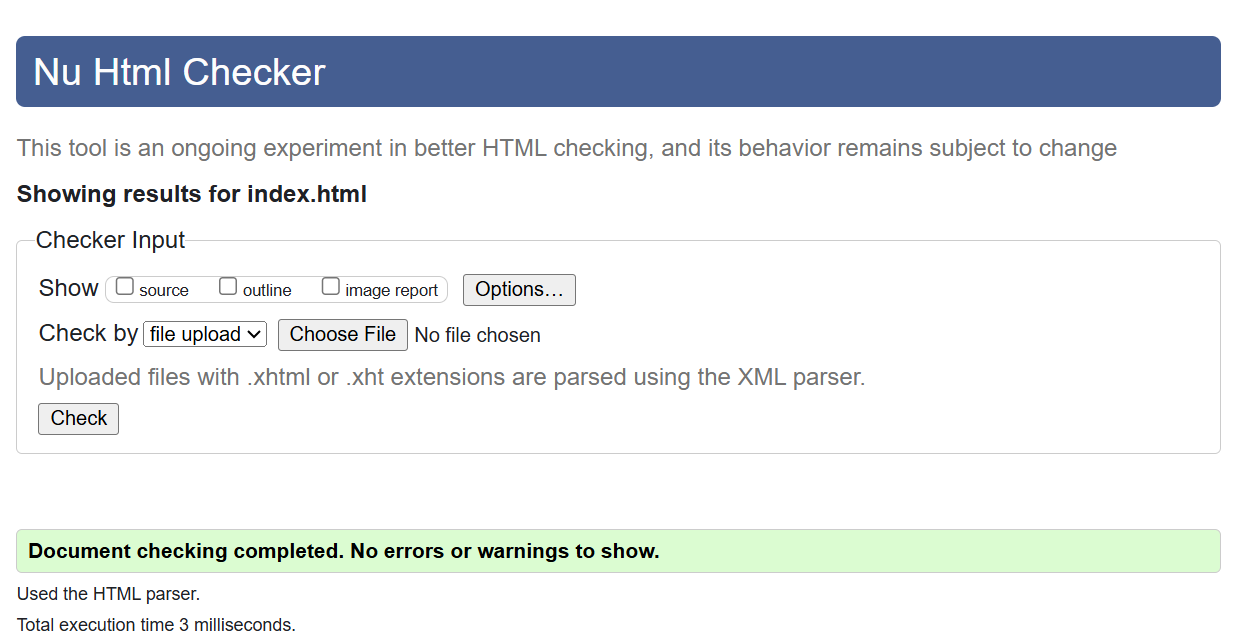 Nu Html Checker
This tool is an ongoing experiment in better HTML checking, and its behavior remains subject to change
Showing results for index.html
Checker Input
Show source outline image report Options…
Check by file upload Choose File No file chosen
Uploaded files with .xhtml or .xht extensions are parsed using the XML parser.
Check
Document checking completed. No errors or warnings to show.
Used the HTML parser.
Total execution time 3 milliseconds.